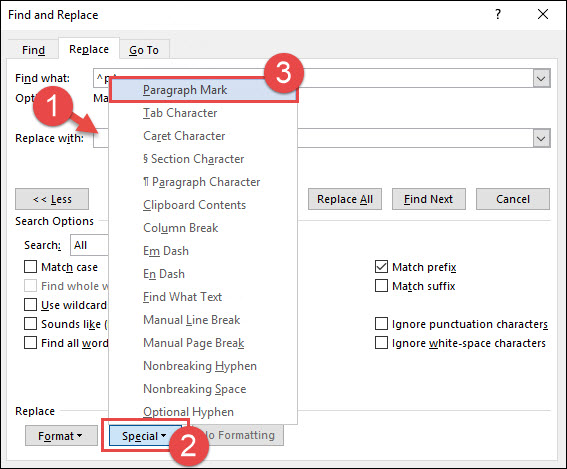 Find and Replace
Find Replace Go To
Find what: ^p
Paragraph Mark
3
1
Tab Character
Caret Character
Replace with:
§ Section Character
¶ Paragraph Character
<< Less
Clipboard Contents
Replace All Find Next Cancel
Column Break
Search Options
Search: All
Em Dash
Match case
En Dash
Match prefix
Find whole w
Find What Text
Match suffix
Use wildcard
Manual Line Break
Sounds like (
Ignore punctuation characters
Find all word
Manual Page Break
Ignore white-space characters
Nonbreaking Hyphen
Nonbreaking Space
Replace
Optional Hyphen
Format Special 2 o Formatting